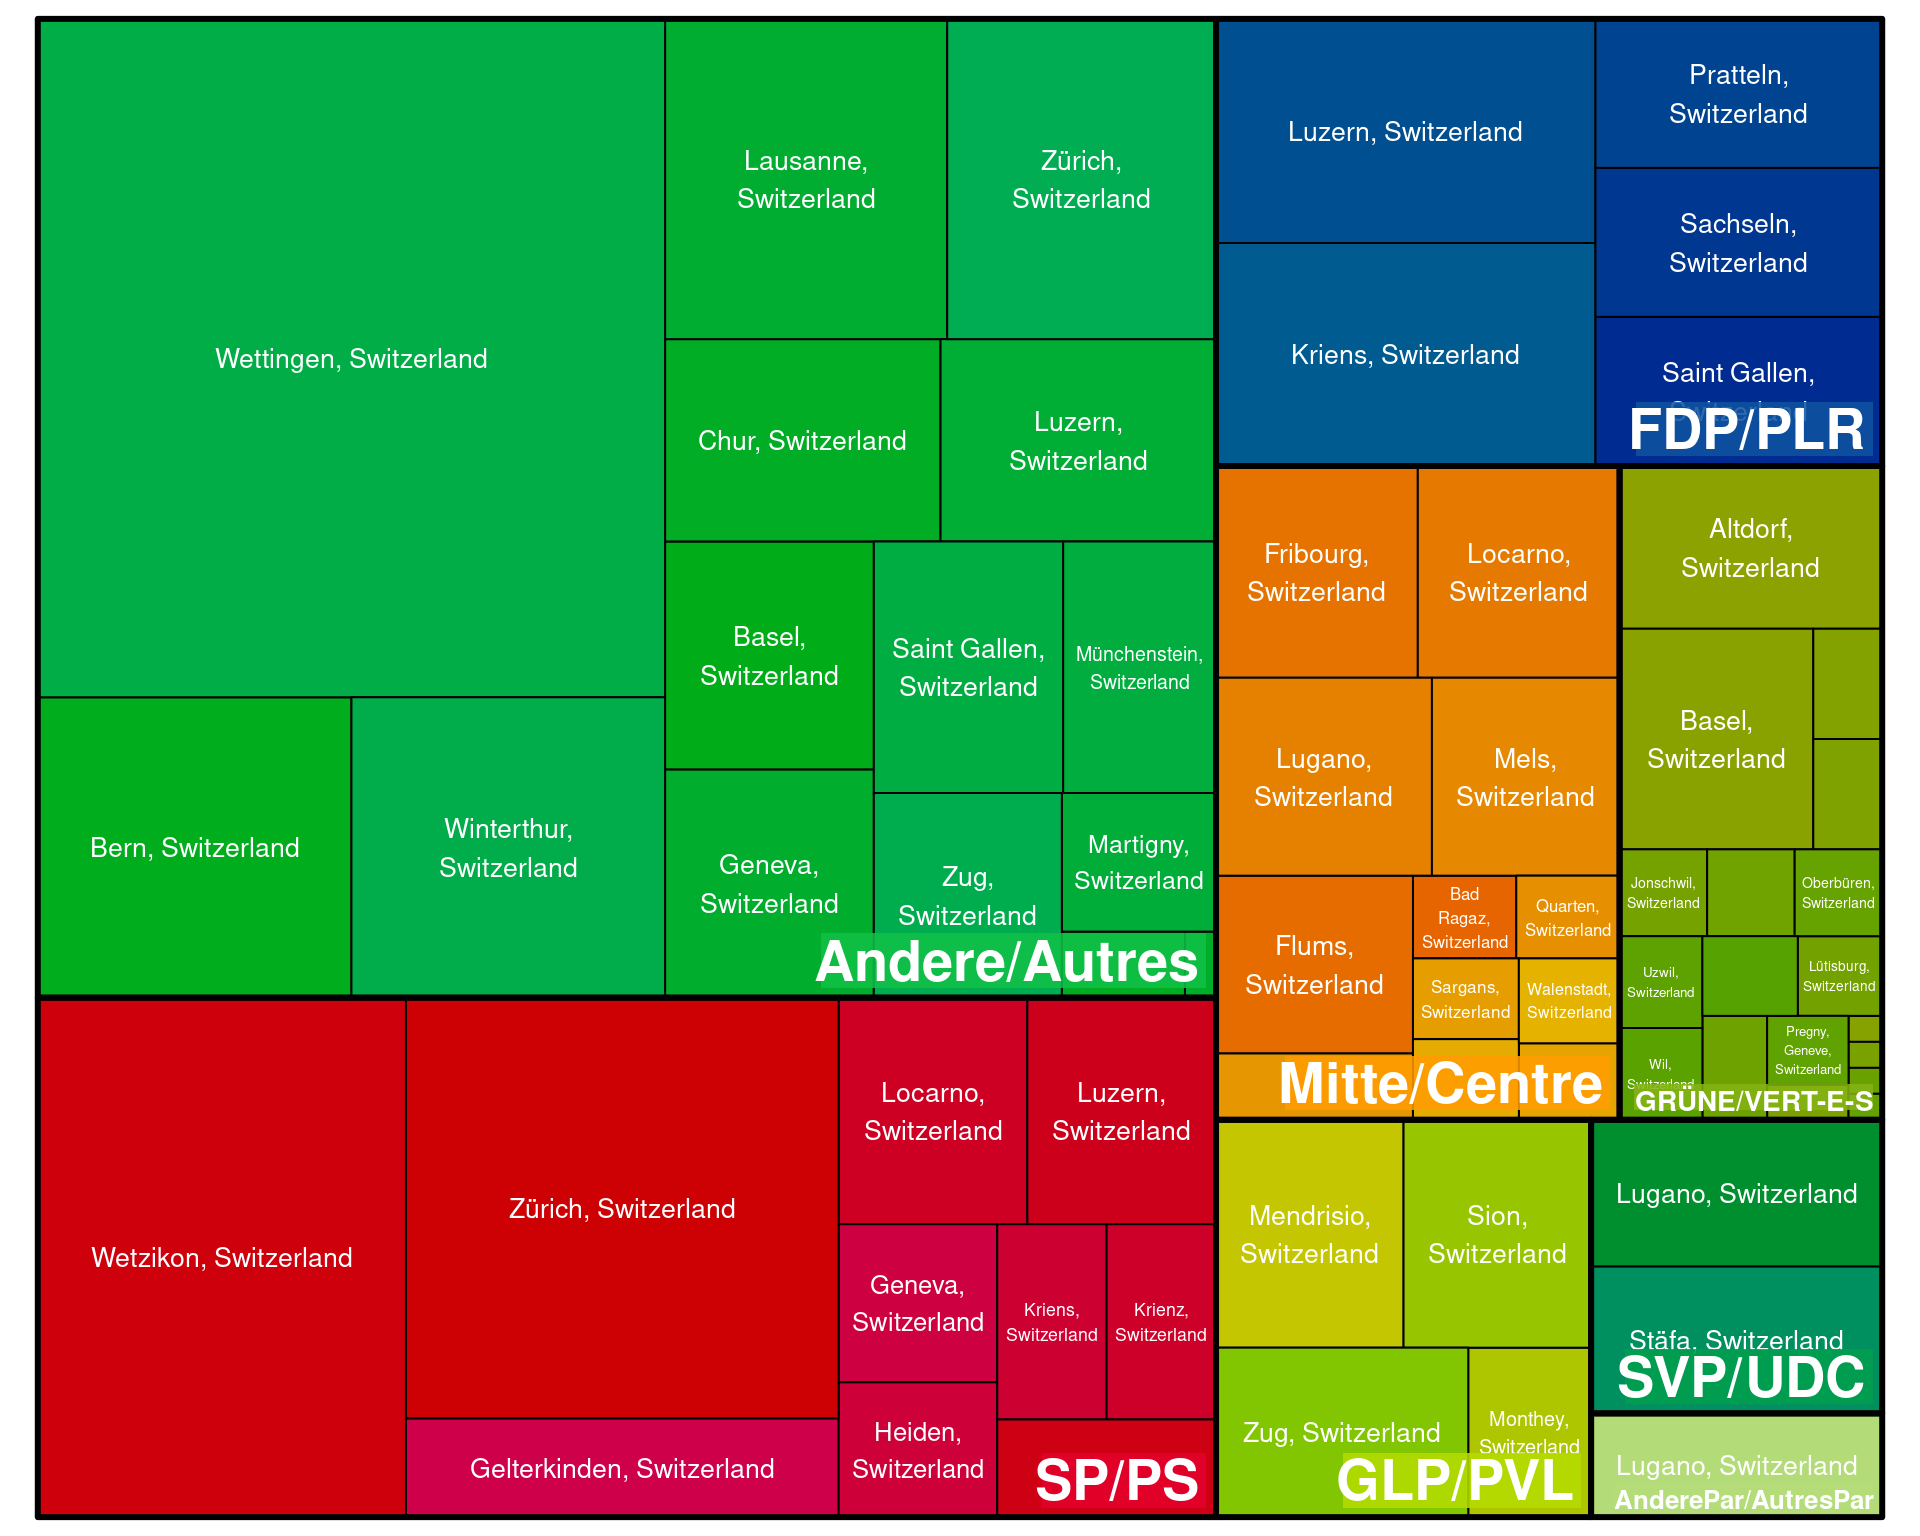 Wettingen, Switzerland
Lausanne,
Switzerland
Zürich,
Switzerland
Chur, Switzerland
Luzern,
Switzerland
Bern, Switzerland
Winterthur,
Switzerland
Basel,
Switzerland
Saint Gallen,
Switzerland
Münchenstein,
Switzerland
Geneva,
Switzerland
Zug,
Switzerland
Martigny,
Switzerland
Andere/Autres
Luzern, Switzerland
Kriens, Switzerland
Pratteln,
Switzerland
Sachseln,
Switzerland
Saint Gallen,
Switzerland
FDP/PLR
Fribourg,
Switzerland
Locarno,
Switzerland
Lugano,
Switzerland
Mels,
Switzerland
Flums,
Switzerland
Bad
Ragaz,
Switzerland
Quarten,
Switzerland
Sargans,
Switzerland
Walenstadt,
Switzerland
Mitte/Centre
Altdorf,
Switzerland
Basel,
Switzerland
Jonschwil,
Switzerland
Oberbüren,
Switzerland
Uzwil,
Switzerland
Lütisburg,
Switzerland
Pregny,
Geneve,
Switzerland
Wil,
Switzerland
GRÜNE/VERT-E-S
Wetzikon, Switzerland
Zürich, Switzerland
Gelterkinden, Switzerland
Locarno,
Switzerland
Luzern,
Switzerland
Geneva,
Switzerland
Kriens,
Switzerland
Krienz,
Switzerland
Heiden,
Switzerland
SP/PS
Mendrisio,
Switzerland
Sion,
Switzerland
Zug, Switzerland
Monthey,
Switzerland
GLP/PVL
Lugano, Switzerland
Stäfa, Switzerland
SVP/UDC
Lugano, Switzerland
AnderePar/AutresPar